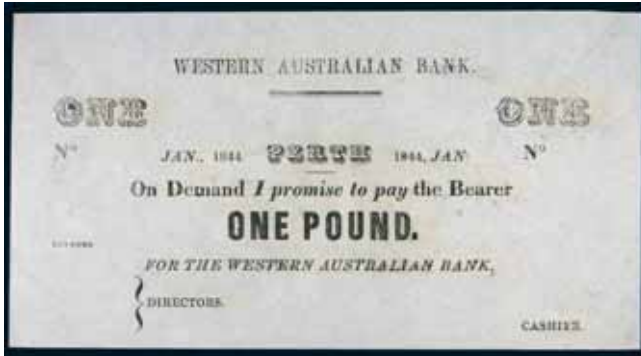 WESTERN AUSTRALIAN BANK.
ONE ONE
No JAN., 1844 PERTH 1844, JAN No
On Demand I promise to pay the Bearer
ONE POUND.
FOR THE WESTERN AUSTRALIAN BANK,
DIRECTORS.
CASHIER.